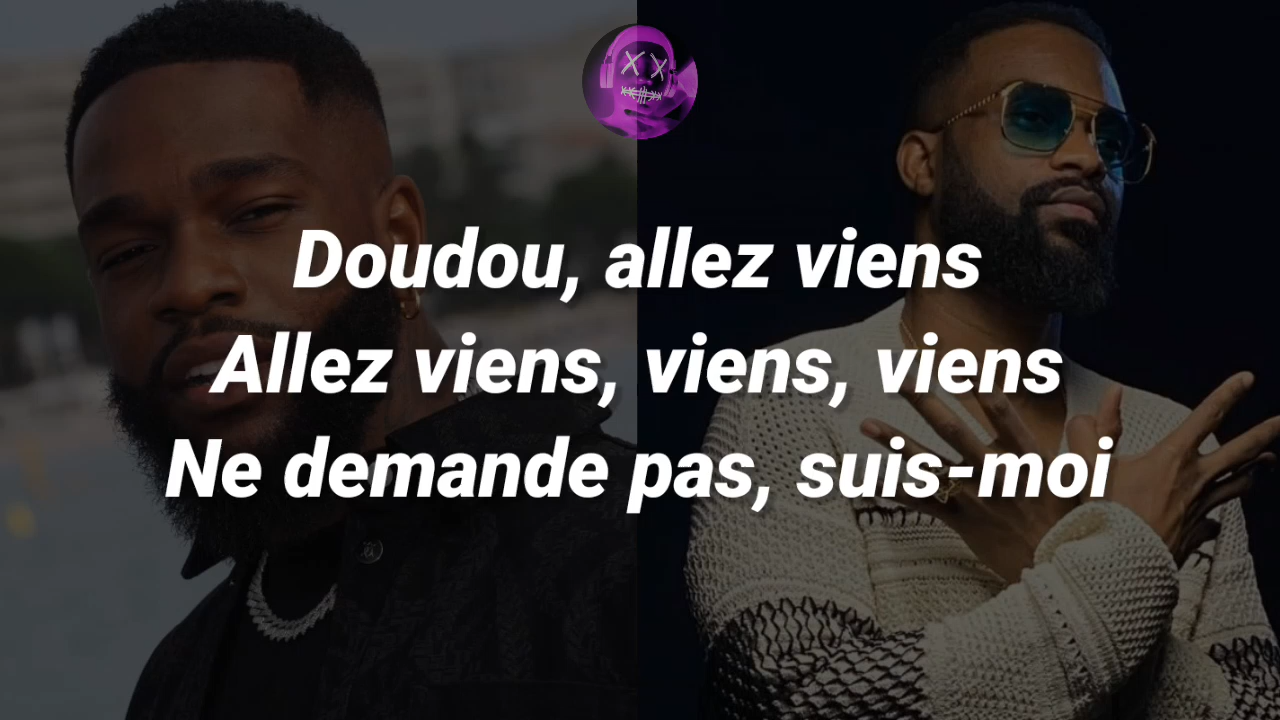 Doudou, allez viens
Allez viens, viens, viens
Ne demande pas, suis-moi